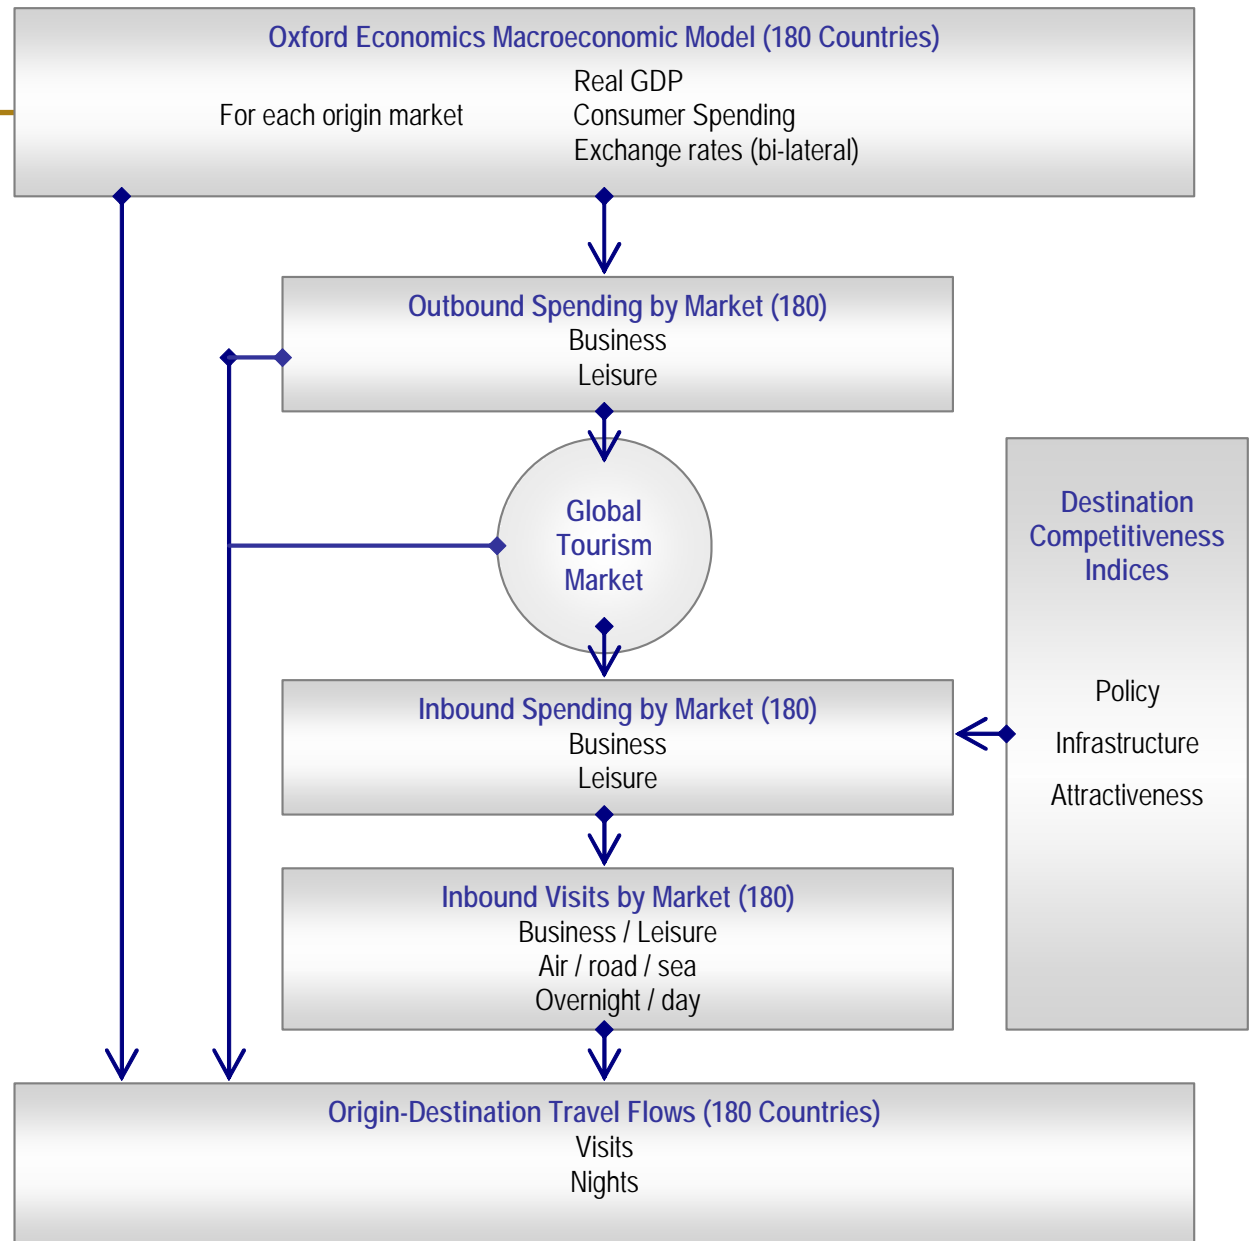 Oxford Economics Macroeconomic Model (180 Countries)
Real GDP
For each origin market
Consumer Spending
Exchange rates (bi-lateral)
Outbound Spending by Market (180)
Business
Leisure
Global
Tourism
Market
Destination
Competitiveness
Indices
Policy
Infrastructure
Attractiveness
Inbound Spending by Market (180)
Business
Leisure
Inbound Visits by Market (180)
Business / Leisure
Air / road / sea
Overnight / day
Origin-Destination Travel Flows (180 Countries)
Visits
Nights